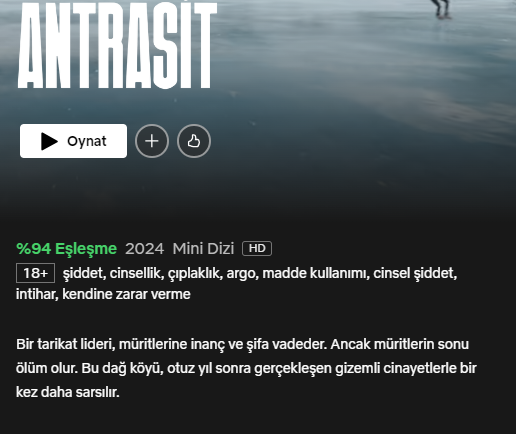 ANTRASİT
Oynat
%94 Eşleşme 2024 Mini Dizi HD
18+ şiddet, cinsellik, çıplaklık, argo, madde kullanımı, cinsel şiddet,
intihar, kendine zarar verme
Bir tarikat lideri, müritlerine inanç ve şifa vadeder. Ancak müritlerin sonu
ölüm olur. Bu dağ köyü, otuz yıl sonra gerçekleşen gizemli cinayetlerle bir
kez daha sarsılır.